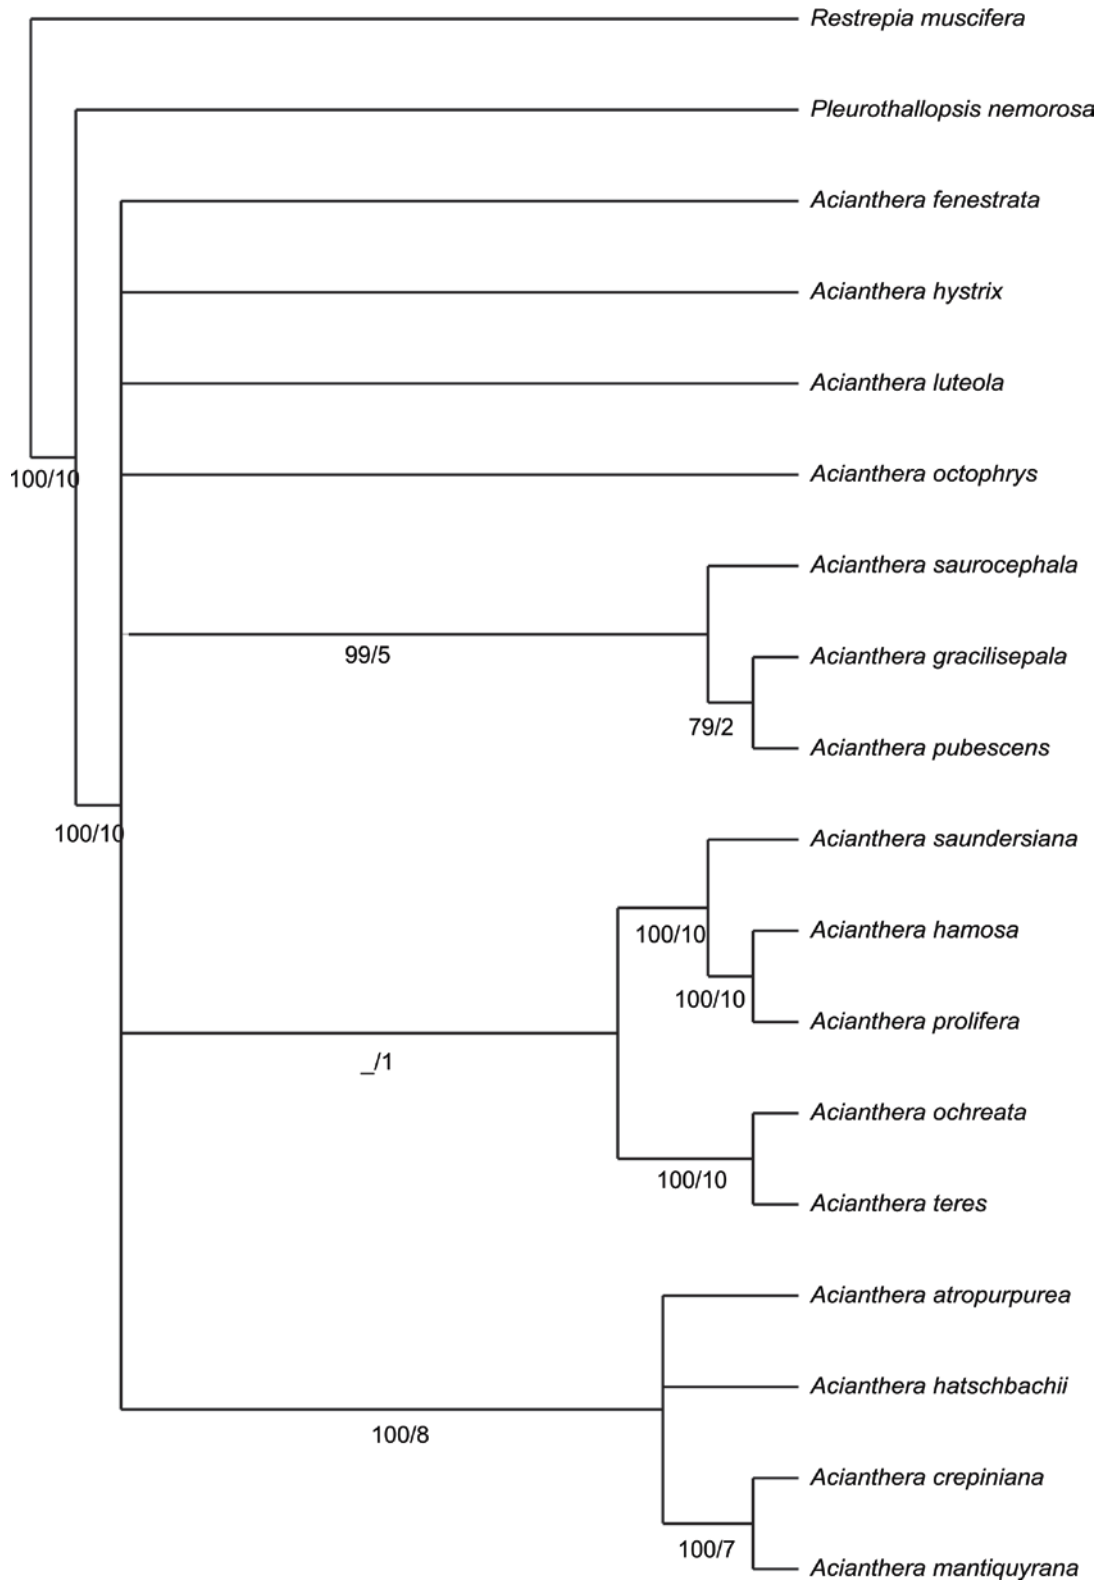 Restrepia muscifera
Pleurothallopsis nemorosa
Acianthera fenestrata
Acianthera hystrix
Acianthera luteola
Acianthera octophrys
100/10
Acianthera saurocephala
99/5
Acianthera gracilisepala
79/2
Acianthera pubescens
100/10
Acianthera saundersiana
100/10
Acianthera hamosa
100/10
Acianthera prolifera
_/1
Acianthera ochreata
100/10
Acianthera teres
Acianthera atropurpurea
Acianthera hatschbachii
100/8
Acianthera crepiniana
100/7
Acianthera mantiquyrana